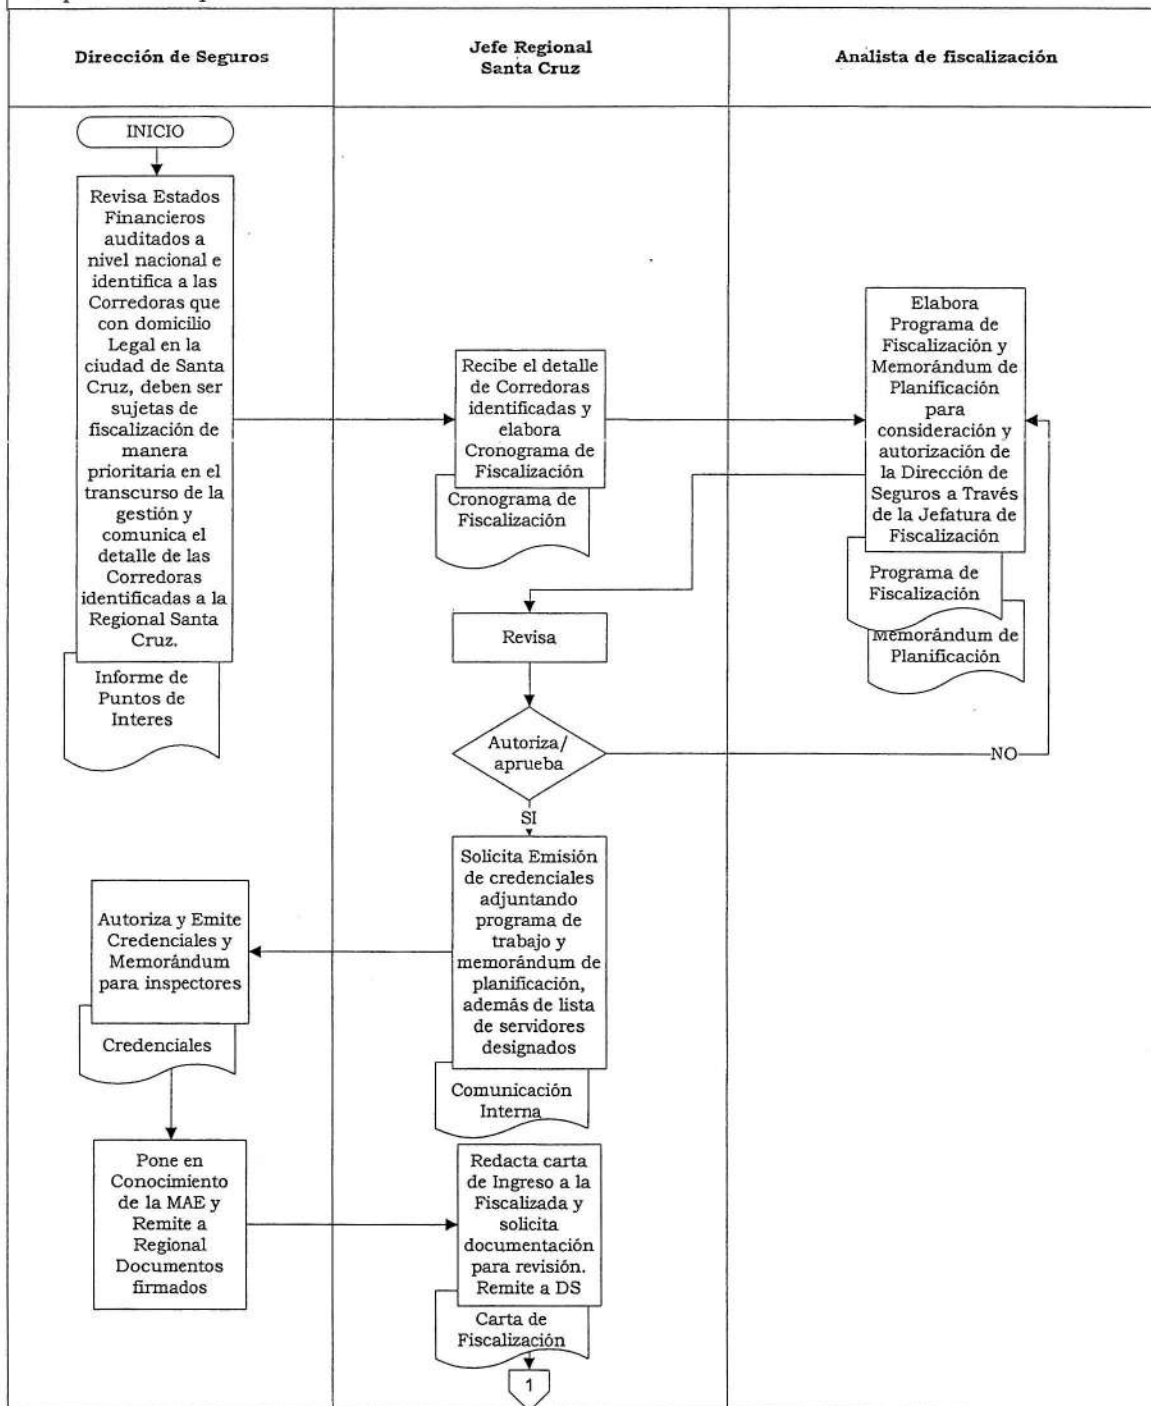 Dirección de Seguros
Jefe Regional
Santa Cruz
Analista de fiscalización
INICIO
Revisa Estados
Financieros
auditados a
nivel nacional e
identifica a las
Corredoras que
con domicilio
Legal en la
ciudad de Santa
Cruz, deben ser
sujetas de
fiscalización de
manera
prioritaria en el
transcurso de la
gestión y
comunica el
detalle de las
Corredoras
identificadas a la
Regional Santa
Cruz.
Informe de
Puntos de
Interes
Recibe el detalle
de Corredoras
identificadas y
elabora
Cronograma de
Fiscalización
Cronograma de
Fiscalización
Elabora
Programa de
Fiscalización y
Memorándum de
Planificación
para
consideración y
autorización de
la Dirección de
Seguros a Través
de la Jefatura de
Fiscalización
Programa de
Fiscalización
Memorándum de
Planificación
Revisa
Autoriza/
aprueba
NO
SI
Solicita Emisión
de credenciales
adjuntando
programa de
trabajo y
memorándum de
planificación,
además de lista
de servidores
designados
Comunicación
Interna
Autoriza y Emite
Credenciales y
Memorándum
para inspectores
Credenciales
Pone en
Conocimiento
de la MAE y
Remite a
Regional
Documentos
firmados
Redacta carta
de Ingreso a la
Fiscalizada y
solicita
documentación
para revisión.
Remite a DS
Carta de
Fiscalización
1